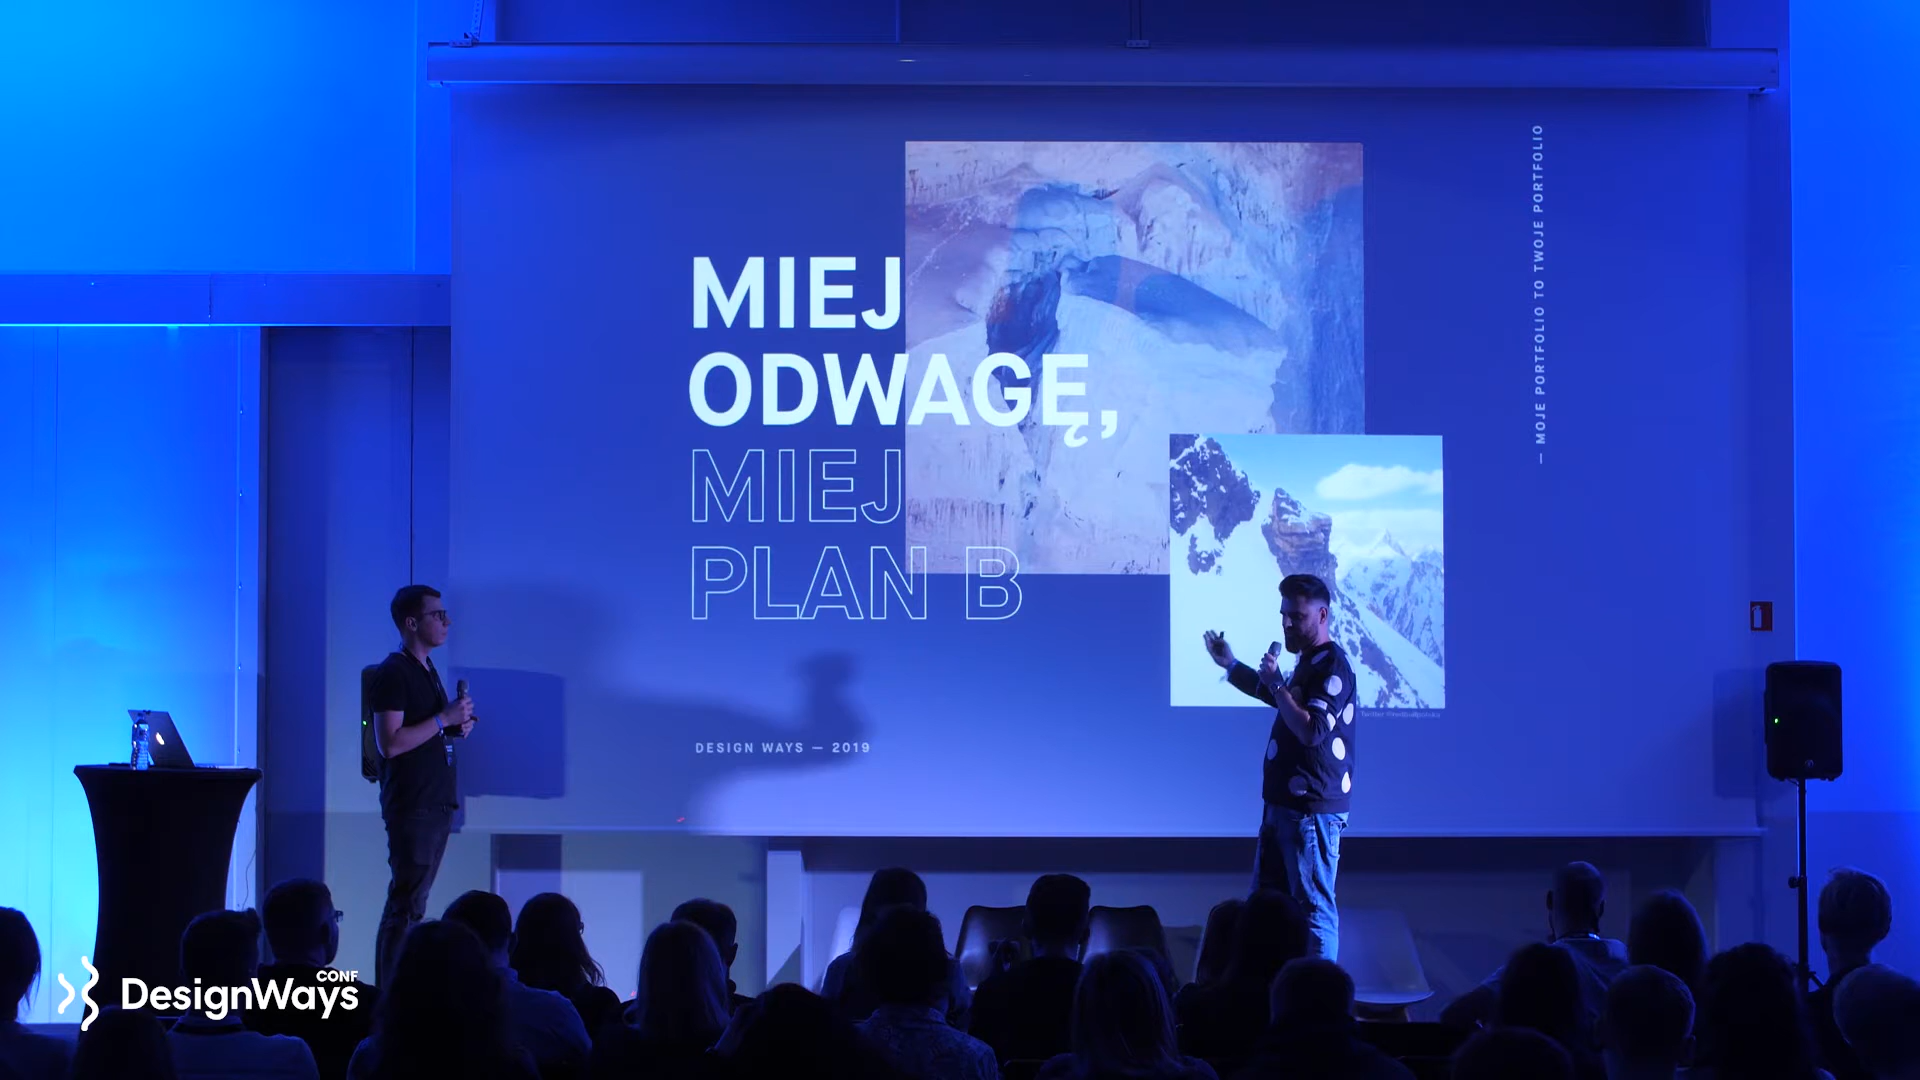 MIEJ
ODWAGĘ,
MIEJ
PLAN B
DESIGN WAYS — 2019
— MOJE PORTFOLIO TO TWOJE PORTFOLIO
DesignWays CONF